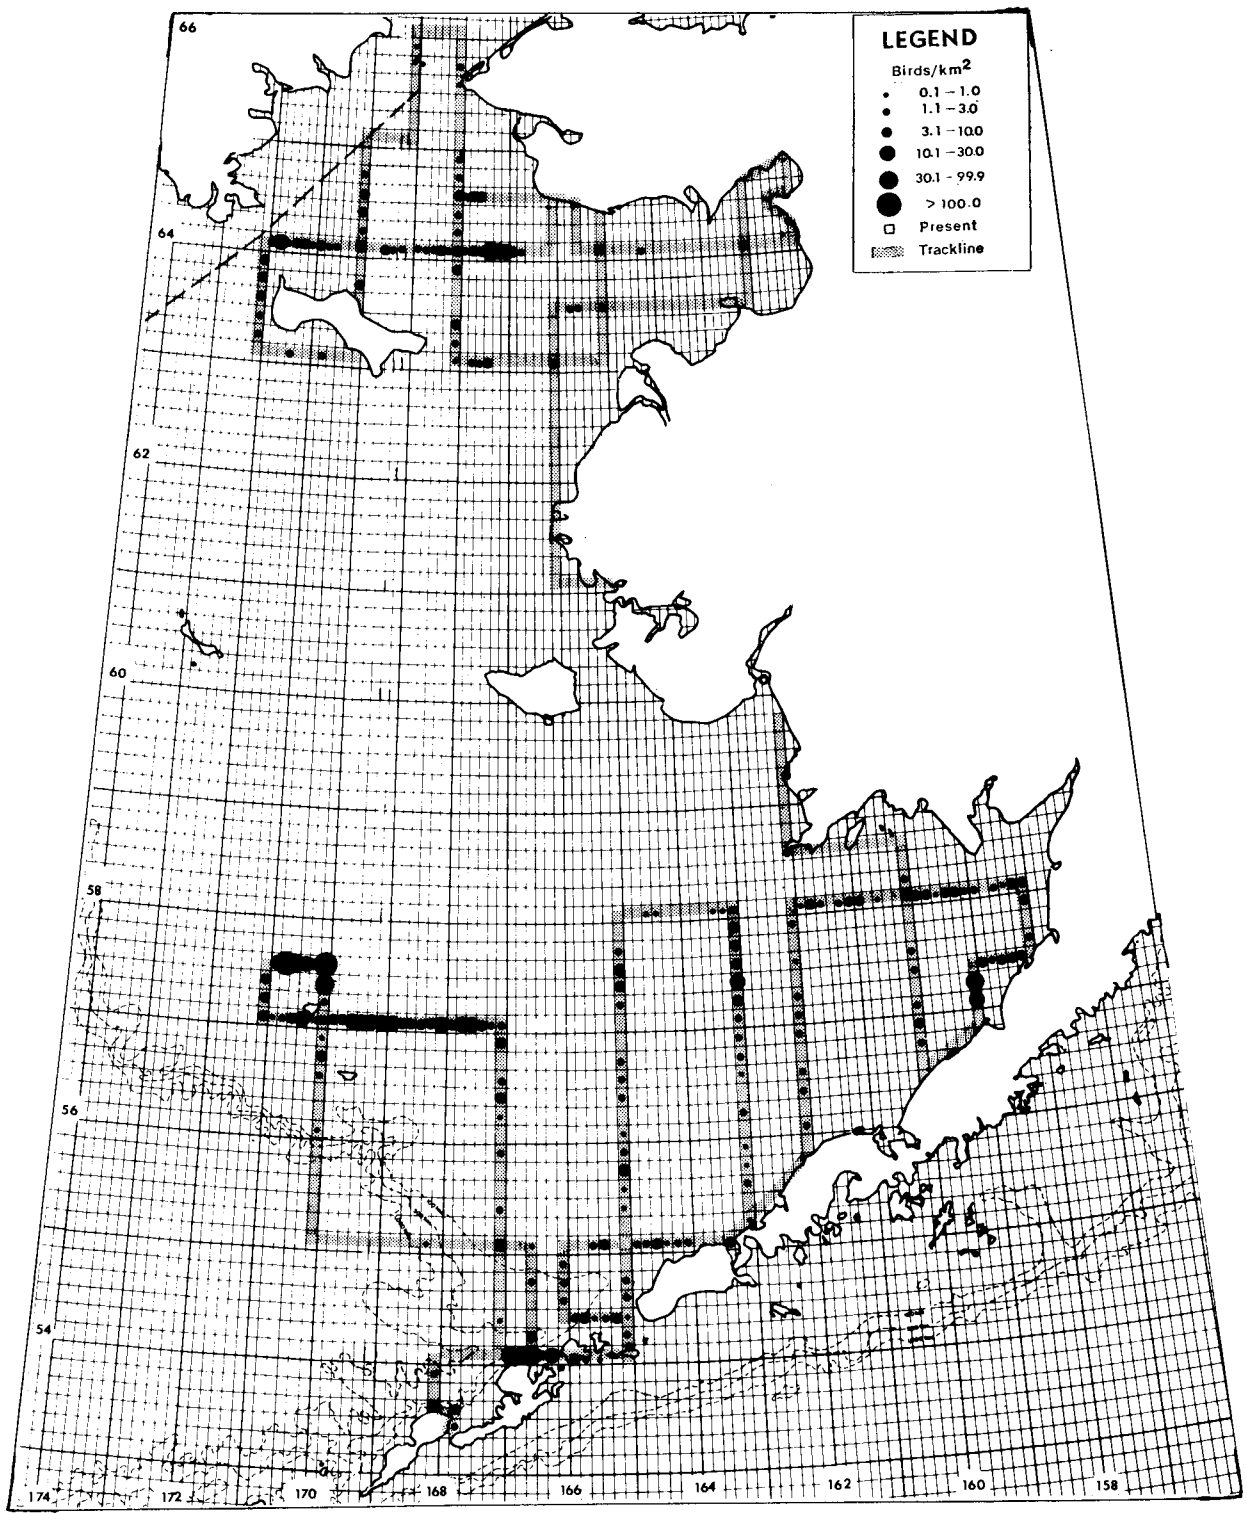 66
LEGEND
Birds/km2
0.1 – 1.0
1.1 – 3.0
3.1 – 10.0
10.1 – 30.0
30.1 – 99.9
> 100.0
Present
Trackline
64
62
60
58
56
54
174 172 170 168 166 164 162 160 158